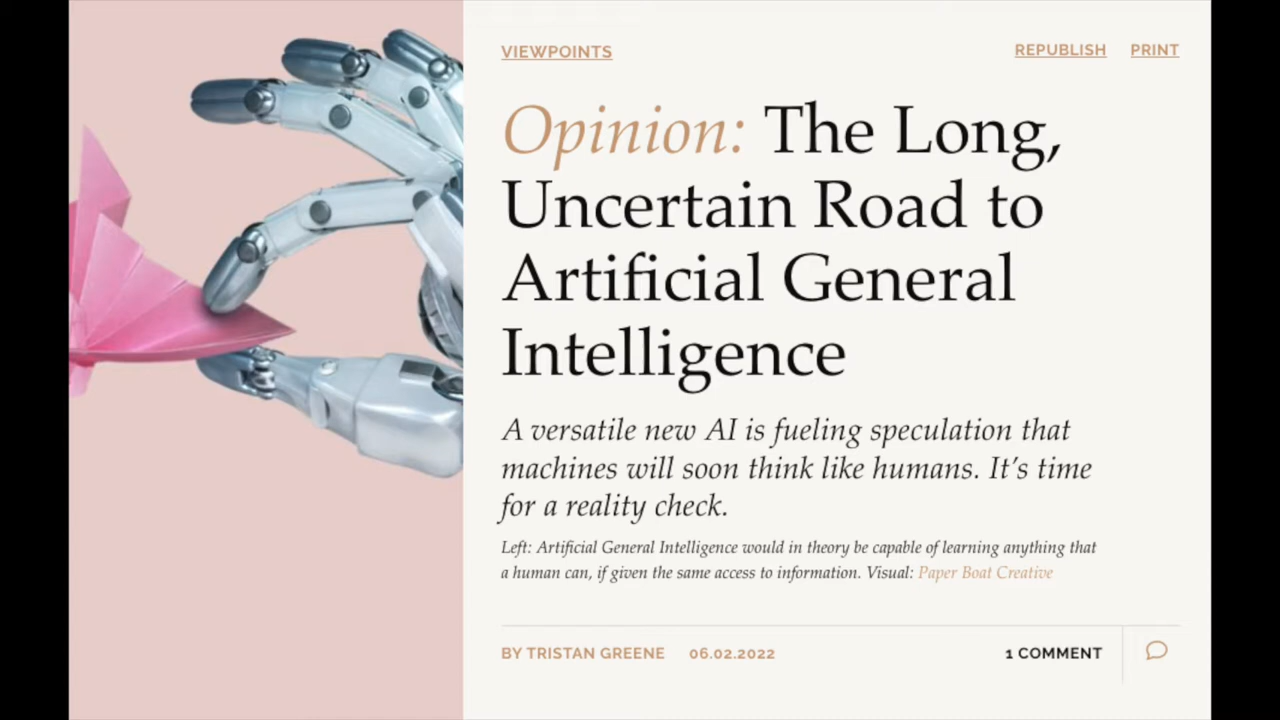 VIEWPOINTS
REPUBLISH PRINT
Opinion: The Long,
Uncertain Road to
Artificial General
Intelligence
A versatile new AI is fueling speculation that
machines will soon think like humans. It’s time
for a reality check.
Left: Artificial General Intelligence would in theory be capable of learning anything that
a human can, if given the same access to information. Visual: Paper Boat Creative
BY TRISTAN GREENE 06.02.2022
1 COMMENT